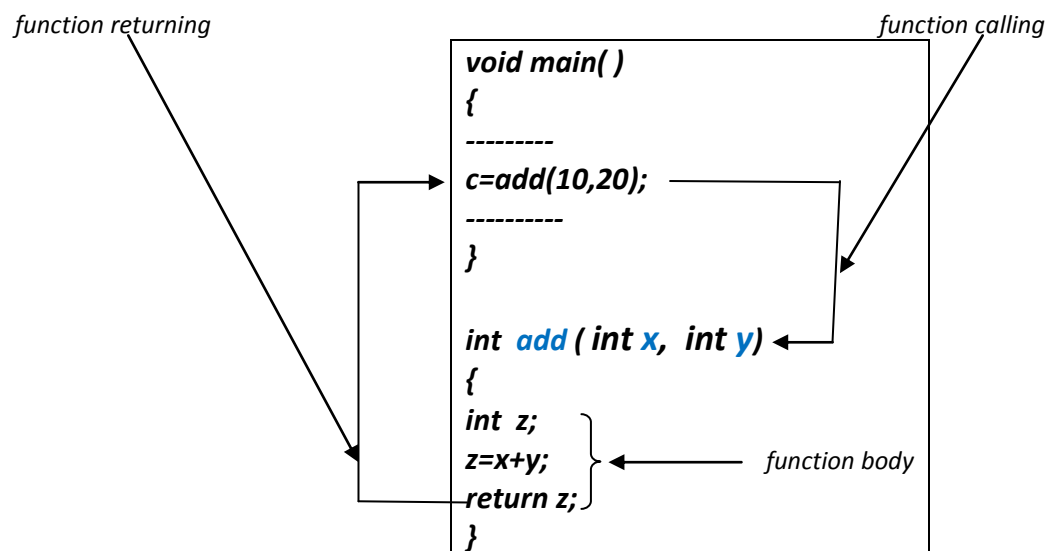 function returning
function calling
void main( )
{
---------
c=add(10,20);
----------
}
int add ( int x, int y)
{
int z;
z=x+y;
function body
return z;
}